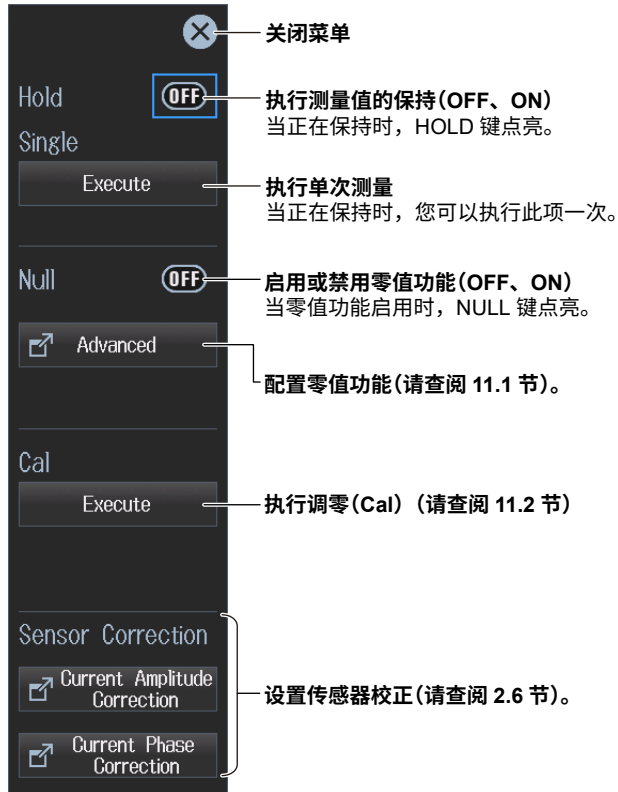 关闭菜单
Hold
OFF
执行测量值的保持(OFF、ON)
当正在保持时，HOLD 键点亮。
Single
Execute
执行单次测量
当正在保持时，您可以执行此项一次。
Null
OFF
启用或禁用零值功能(OFF、ON)
当零值功能启用时，NULL 键点亮。
Advanced
配置零值功能(请查阅 11.1 节)。
Cal
Execute
执行调零(Cal)（请查阅 11.2 节)
Sensor Correction
Current Amplitude
Correction
设置传感器校正(请查阅 2.6 节)。
Current Phase
Correction